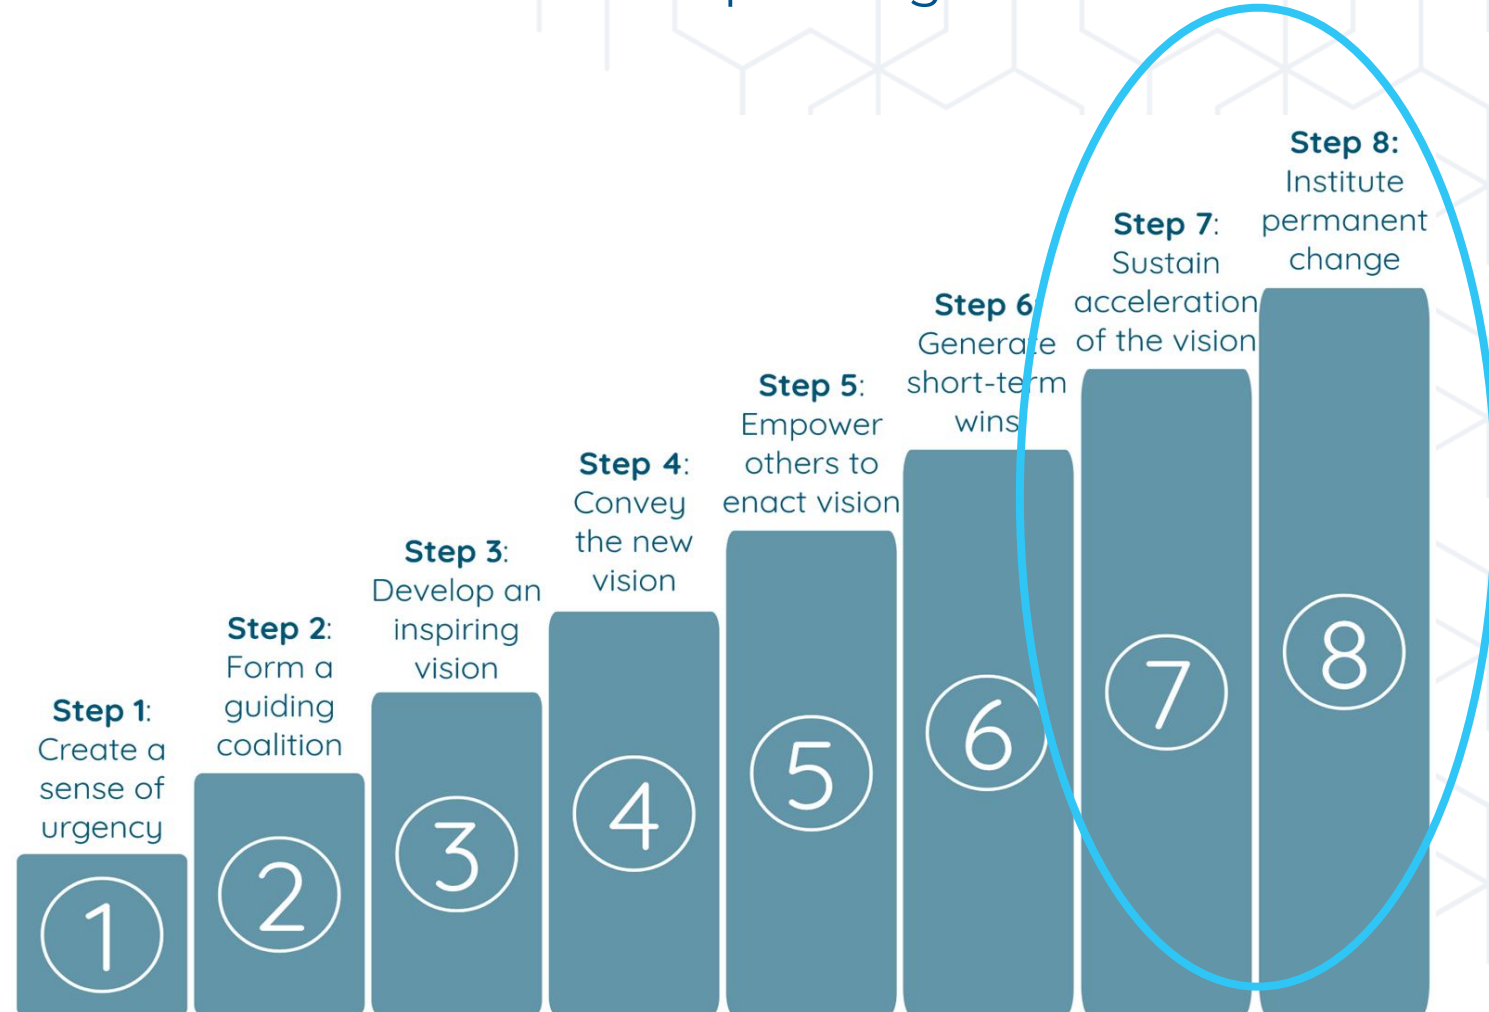 Step 1:
Create a
sense of
urgency
1
Step 2:
Form a
guiding
coalition
2
Step 3:
Develop an
inspiring
vision
3
Step 4:
Convey
the new
vision
4
Step 5:
Empower
others to
enact vision
5
Step 6:
Generate
short-term
wins
6
Step 7:
Sustain
acceleration
of the vision
7
Step 8:
Institute
permanent
change
8